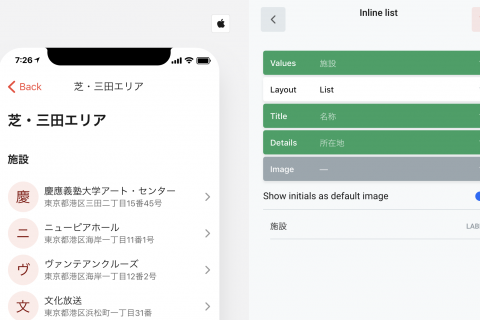 7:26
Back
芝・三田エリア
芝・三田エリア
施設
慶
慶應義塾大学アート・センター
東京都港区三田二丁目15番45号
ニ
ニューピアホール
東京都港区海岸一丁目11番1号
ヴ
ヴァンテアンクルーズ
東京都港区海岸一丁目12番2号
文
文化放送
東京都港区浜松町一丁目31番
Inline list
Values 施設
Layout List
Title 名称
Details 所在地
Image —
Show initials as default image
施設